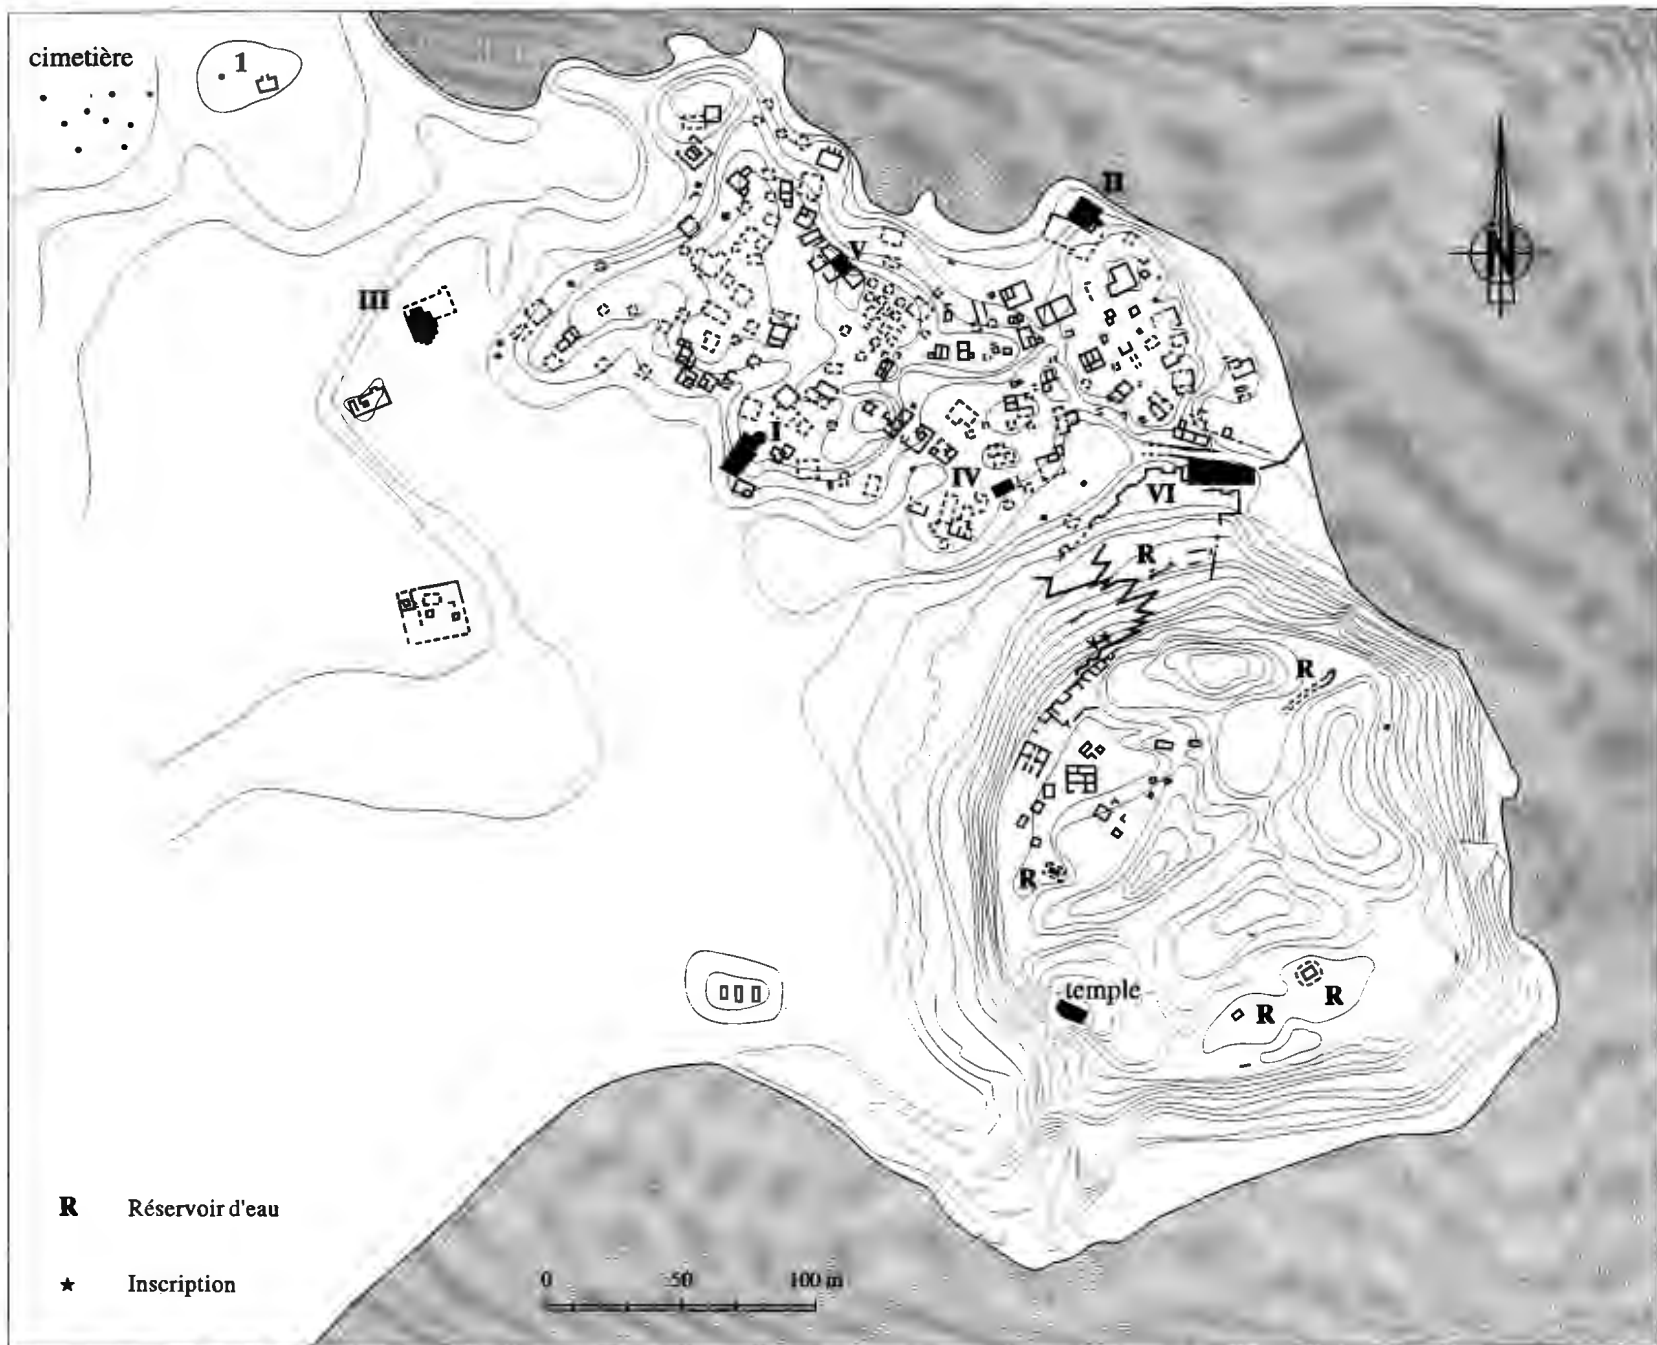 cimetière
1
II
V
III
N
I
IV
VI
R
R
R
temple
R
R
R Réservoir d'eau
★ Inscription
0 50 100 m